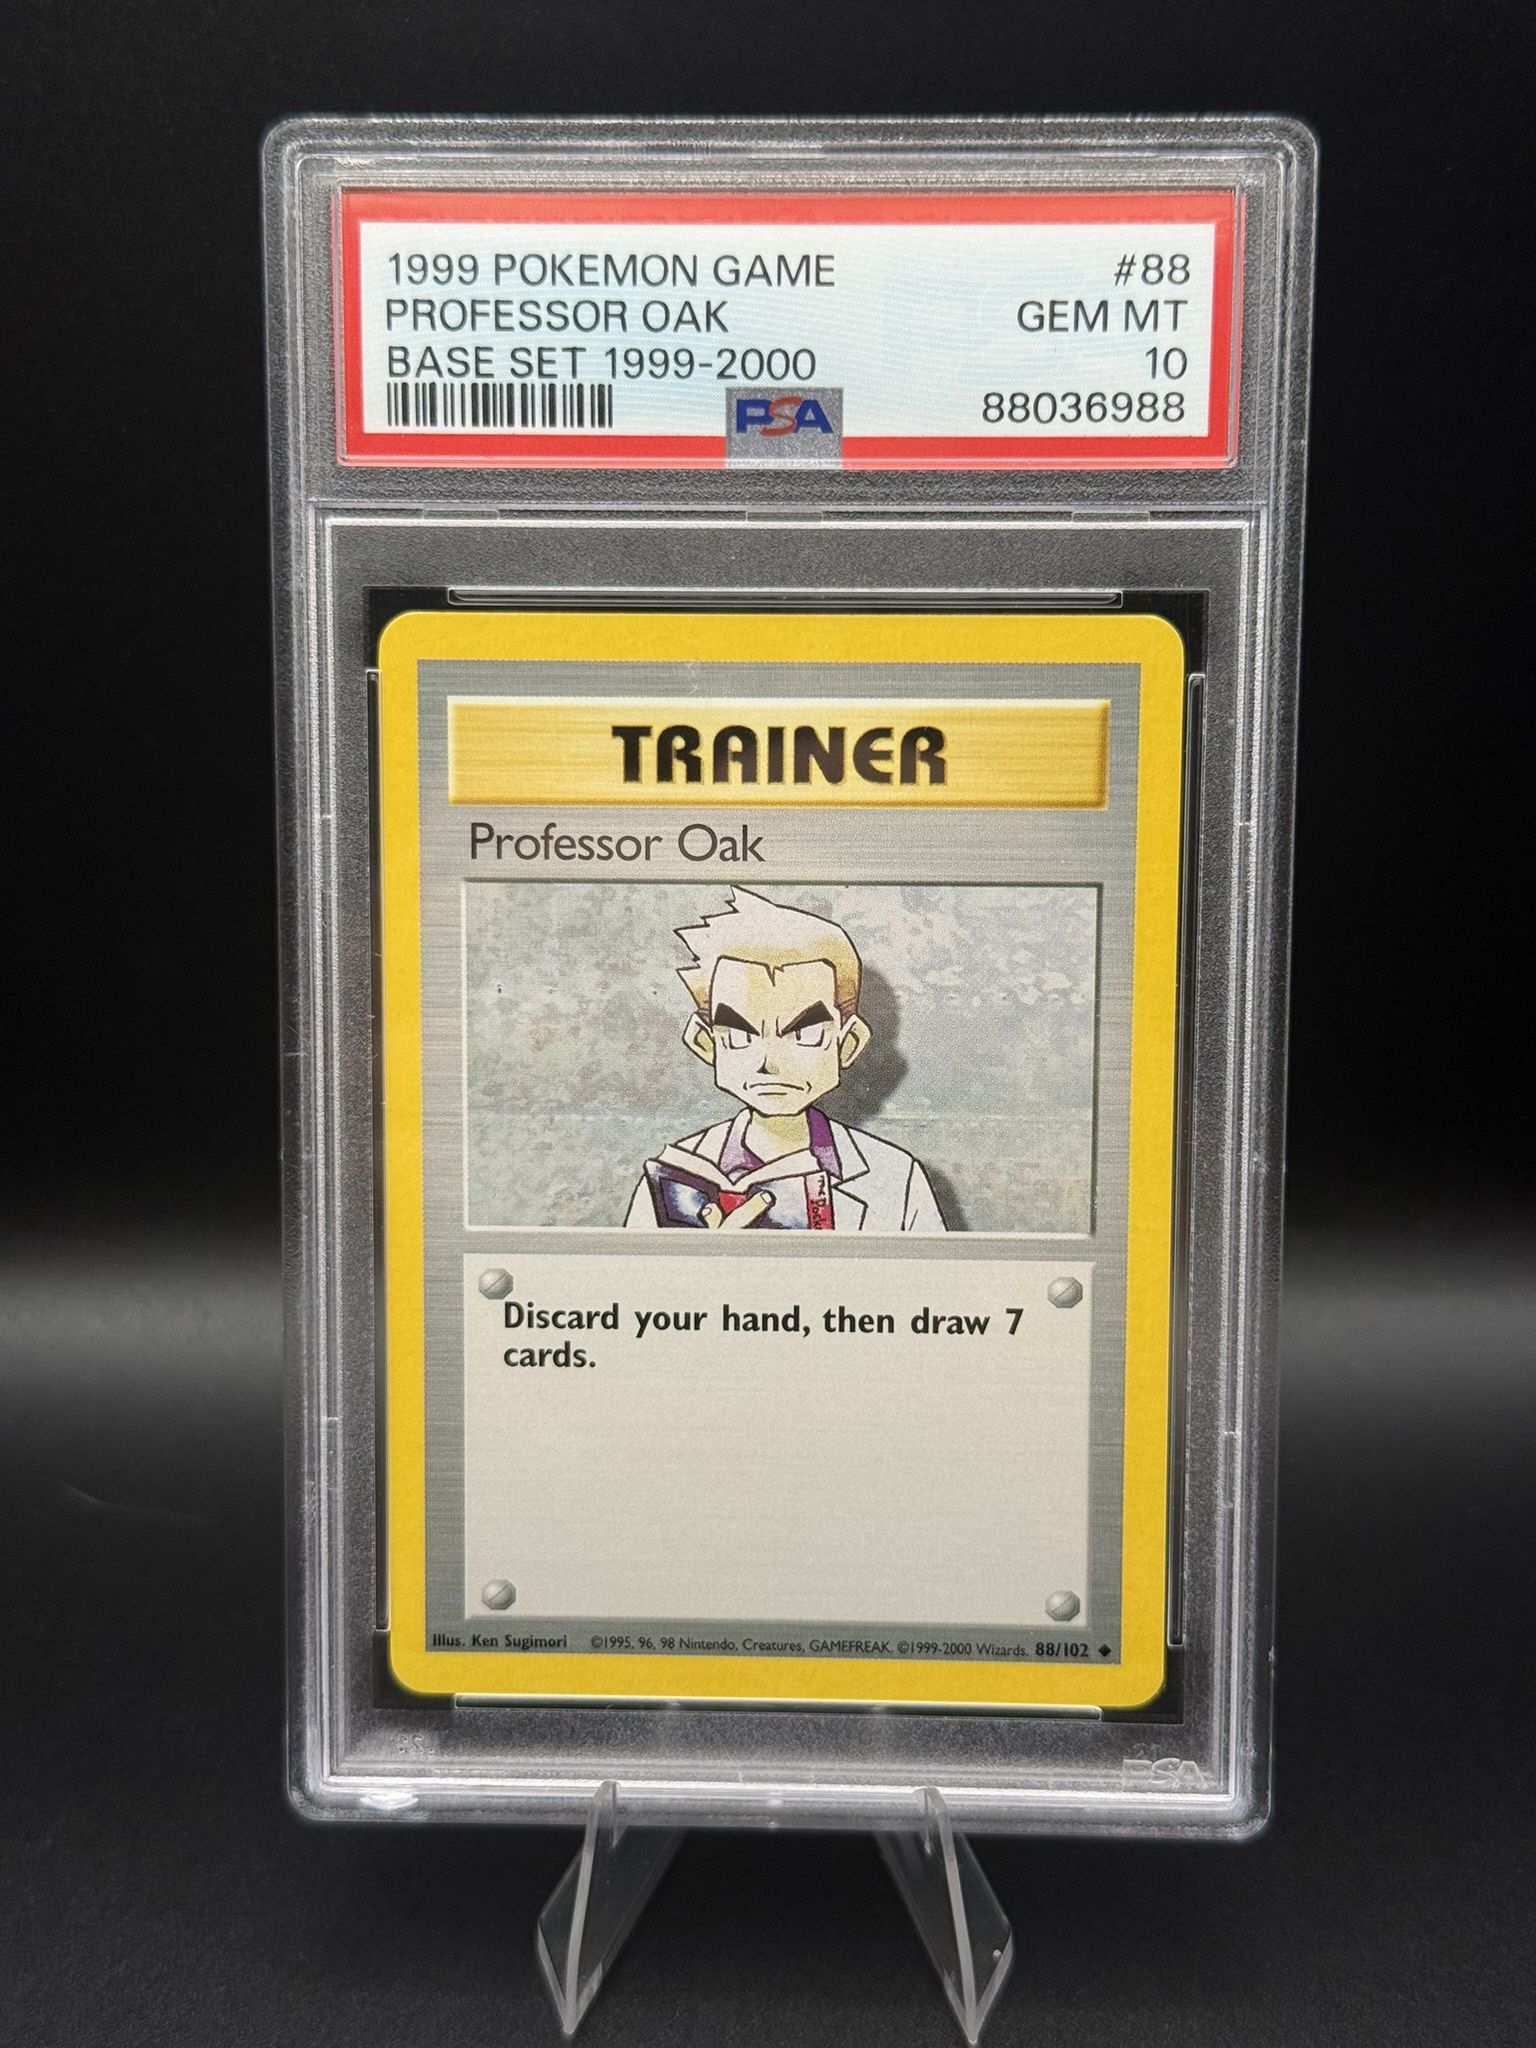 1999 POKEMON GAME #88
PROFESSOR OAK GEM MT
BASE SET 1999-2000 10
PSA 88036988
TRAINER
Professor Oak
The Pock
Discard your hand, then draw 7
cards.
Illus. Ken Sugimori ©1995, 96, 98 Nintendo, Creatures, GAMEFREAK. ©1999-2000 Wizards. 88/102
PSA